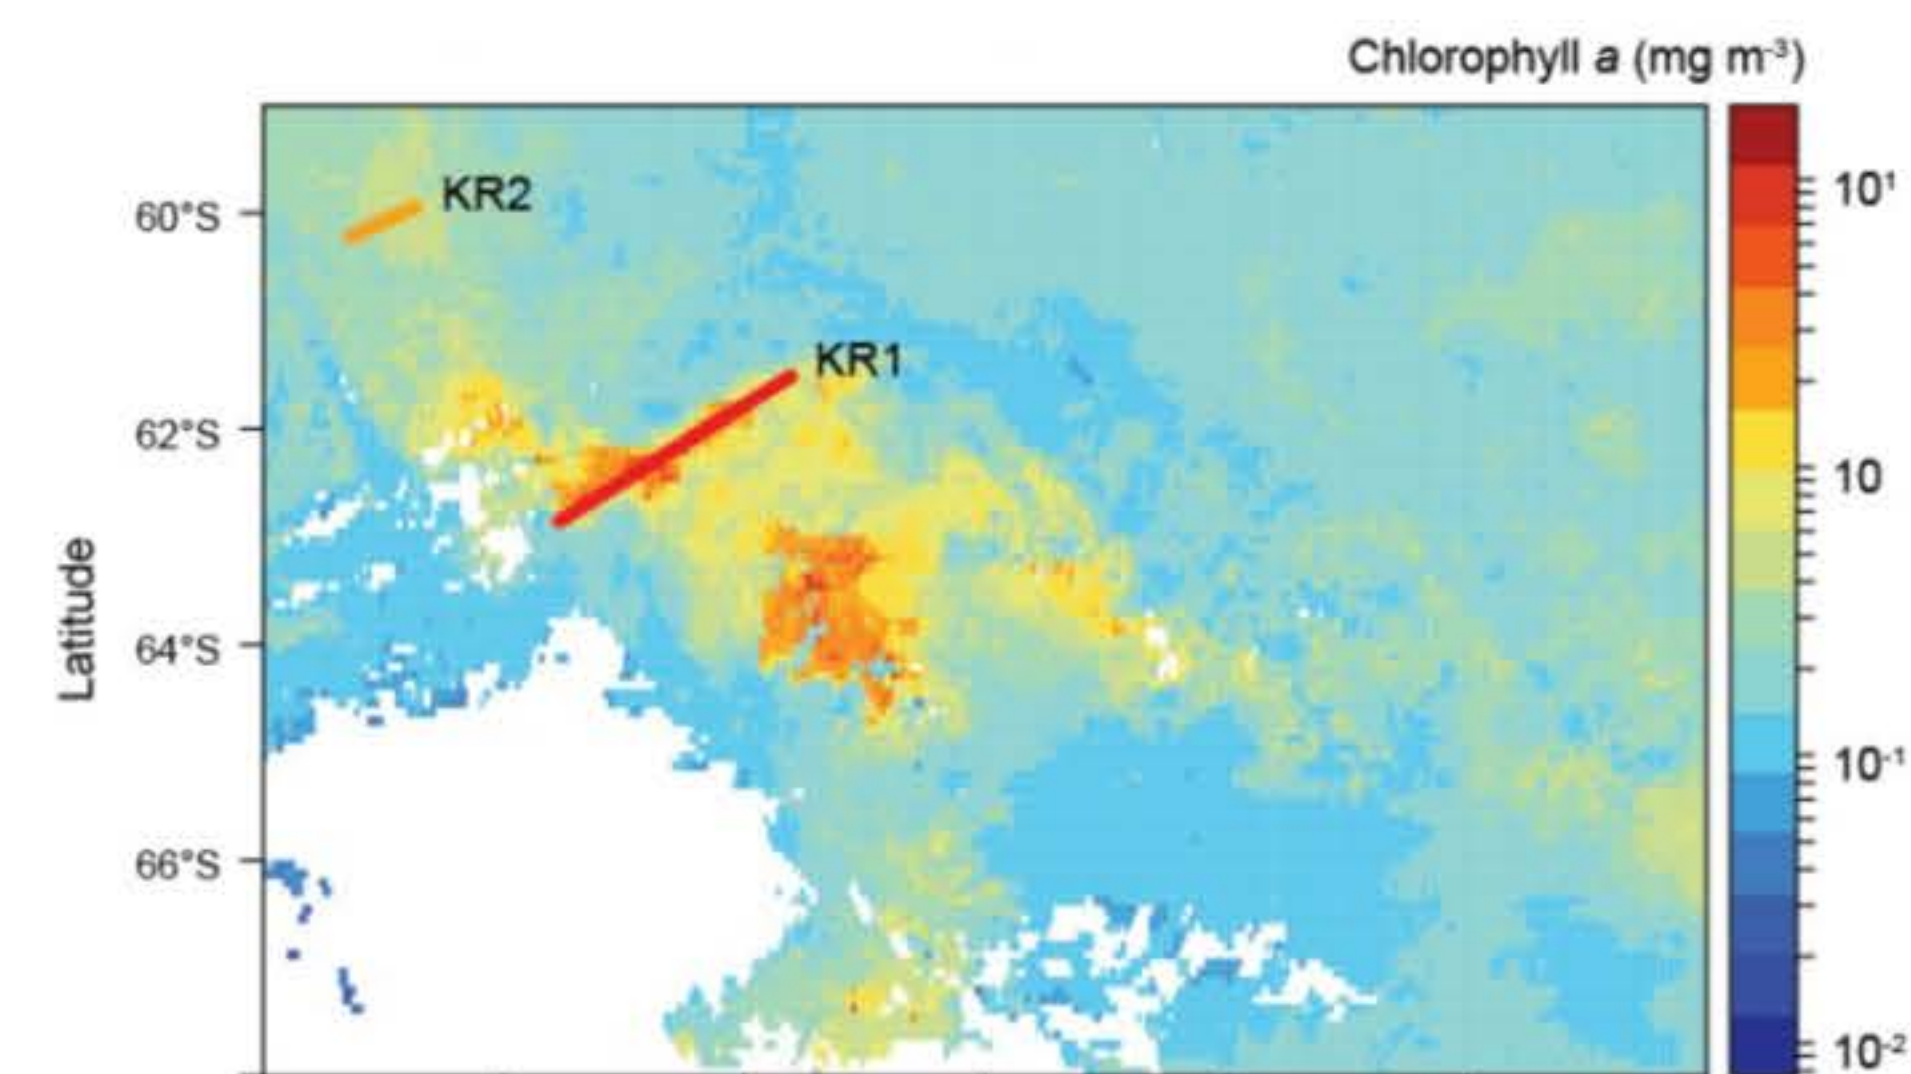 Chlorophyll a (mg m⁻³)
KR2
60°S
10¹
KR1
62°S
10
Latitude
64°S
10⁻¹
66°S
10⁻²